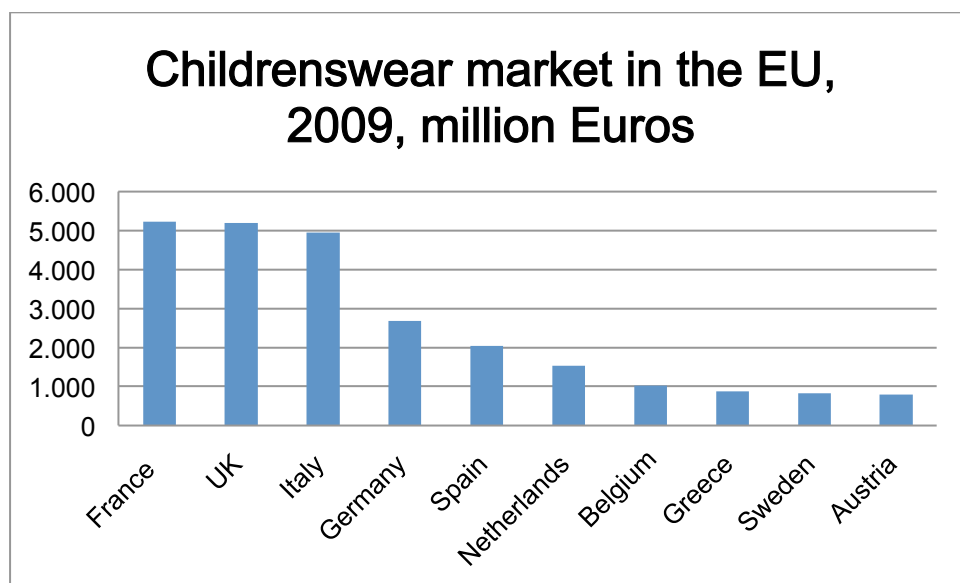 Childrenswear market in the EU,
2009, million Euros
6.000
5.000
4.000
3.000
2.000
1.000
0
France
UK
Italy
Germany
Spain
Netherlands
Belgium
Greece
Sweden
Austria